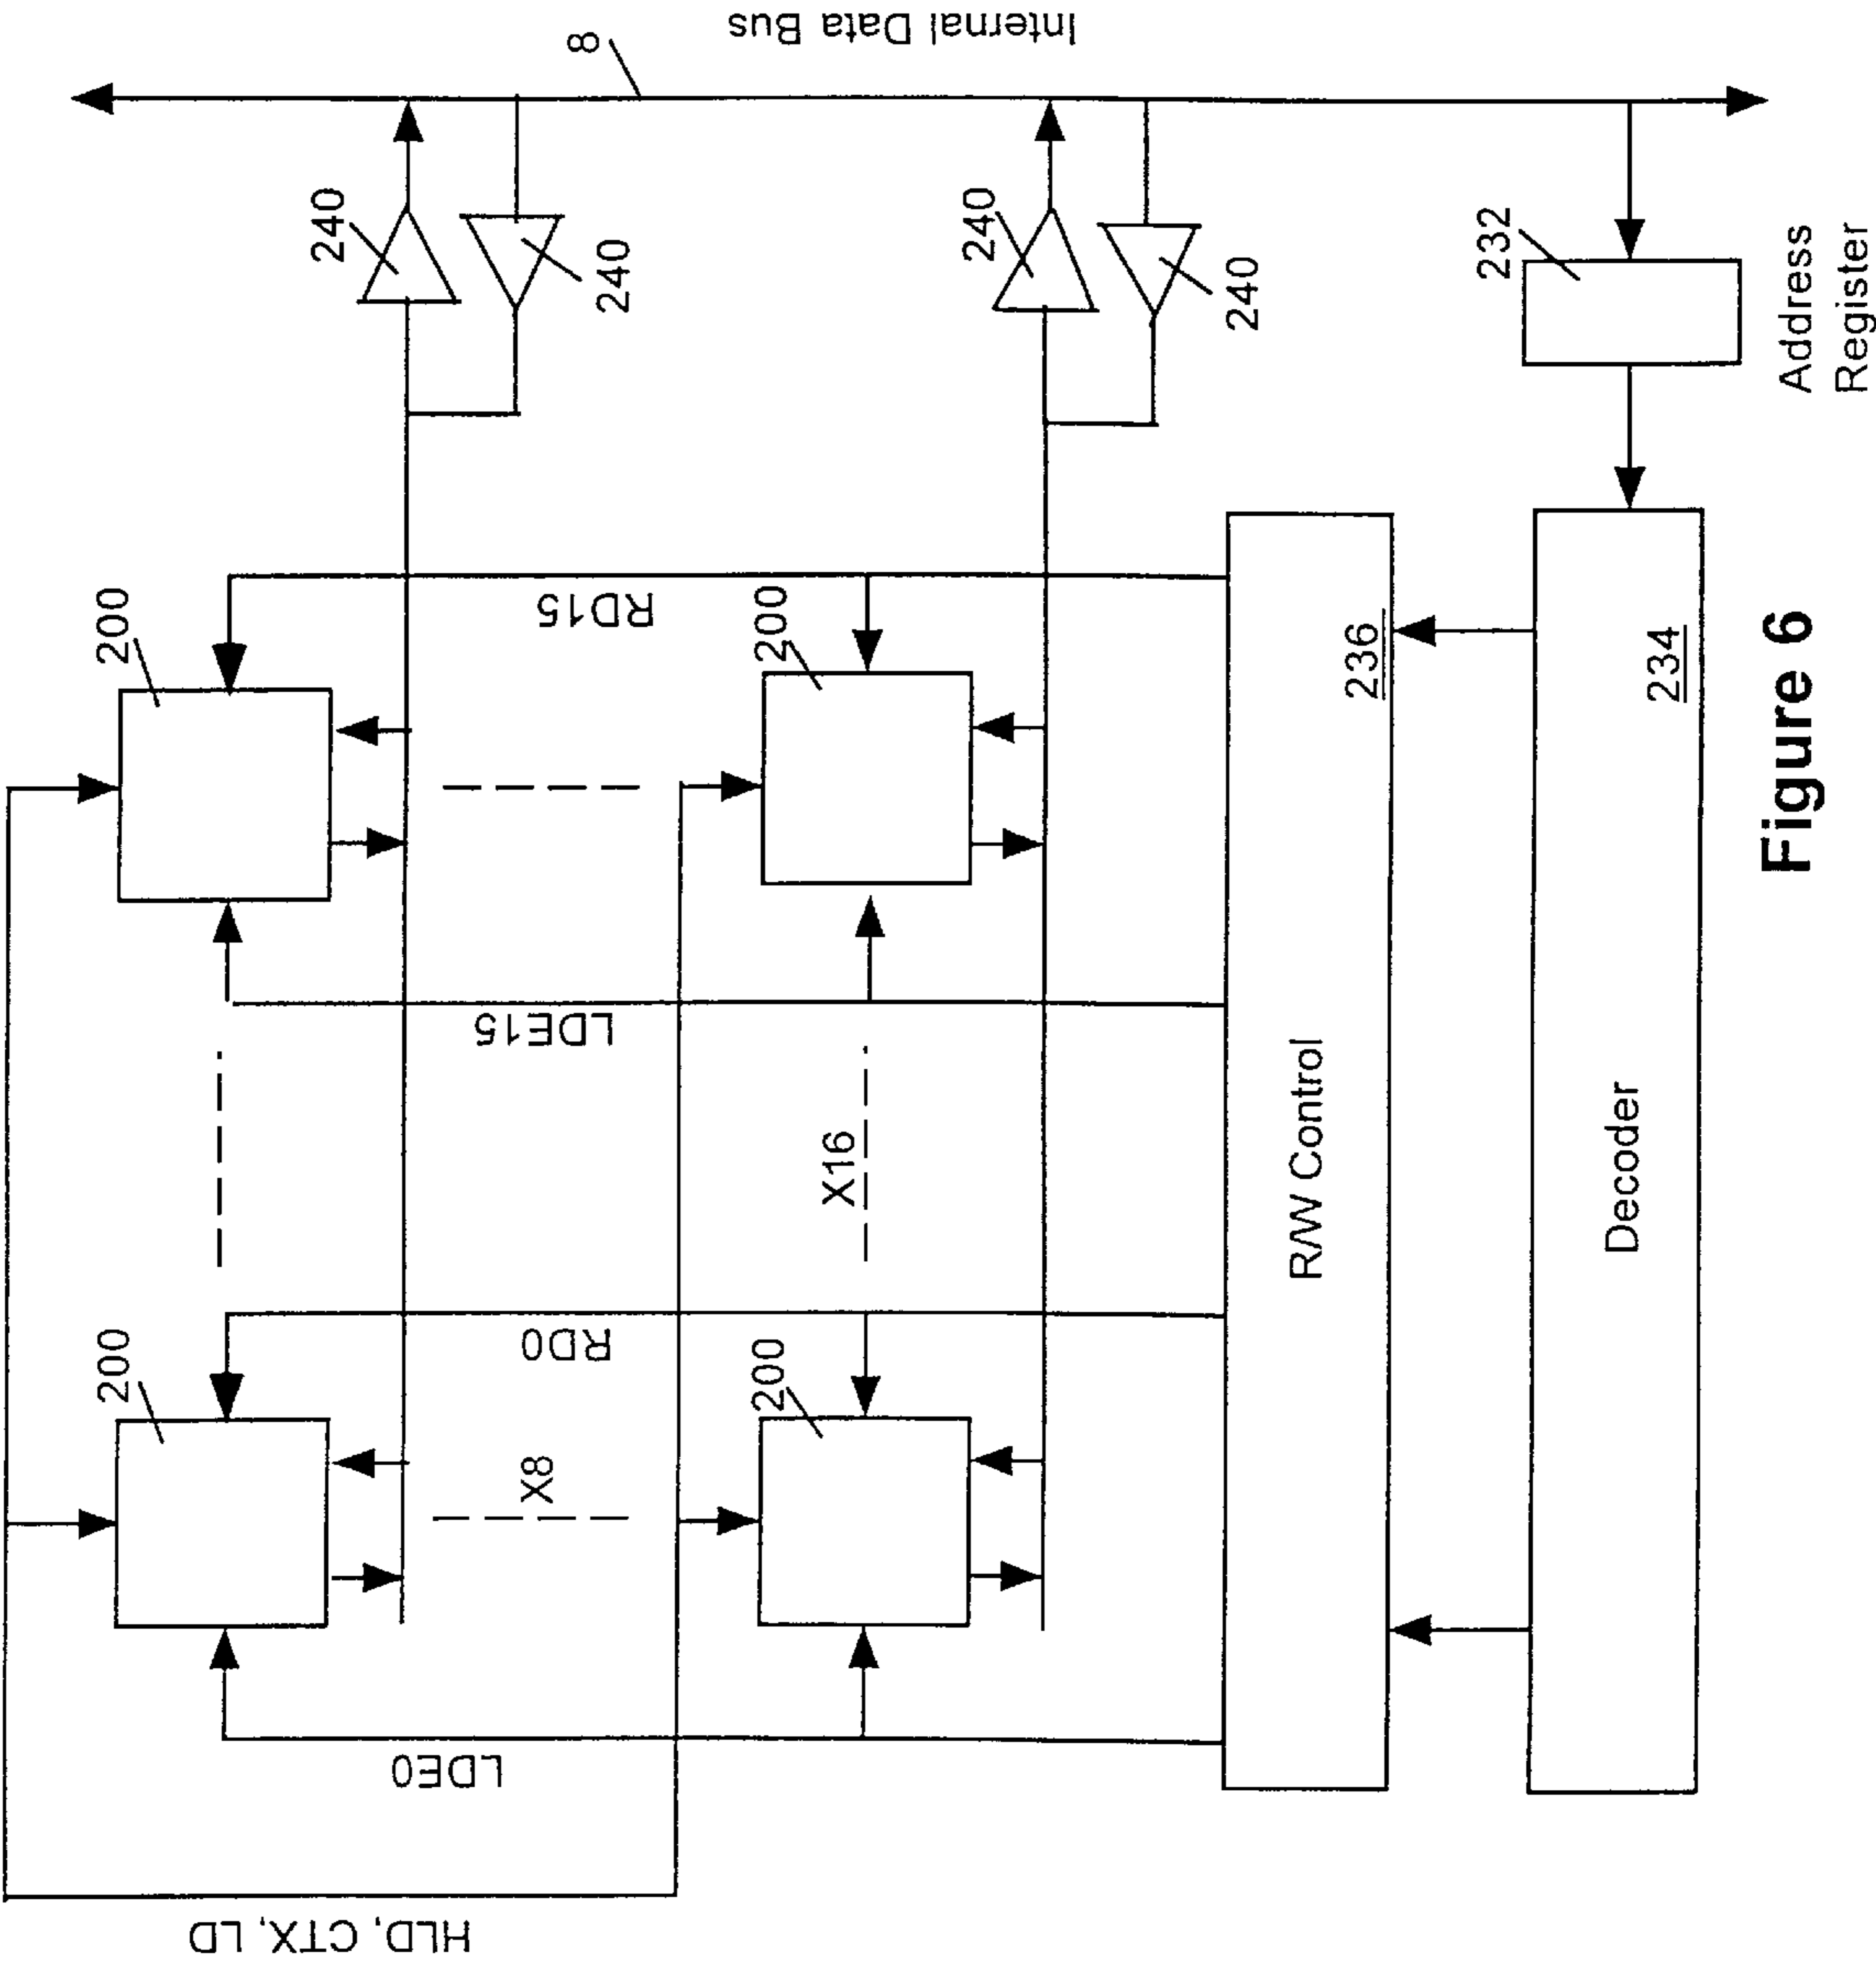 HLD, CTX, LD
200
200
LDE0
RD0
LDE15
RD15
X8
X16
200
200
240
240
240
240
8
Internal Data Bus
R/W Control
236
Decoder
234
232
Address
Register
Figure 6